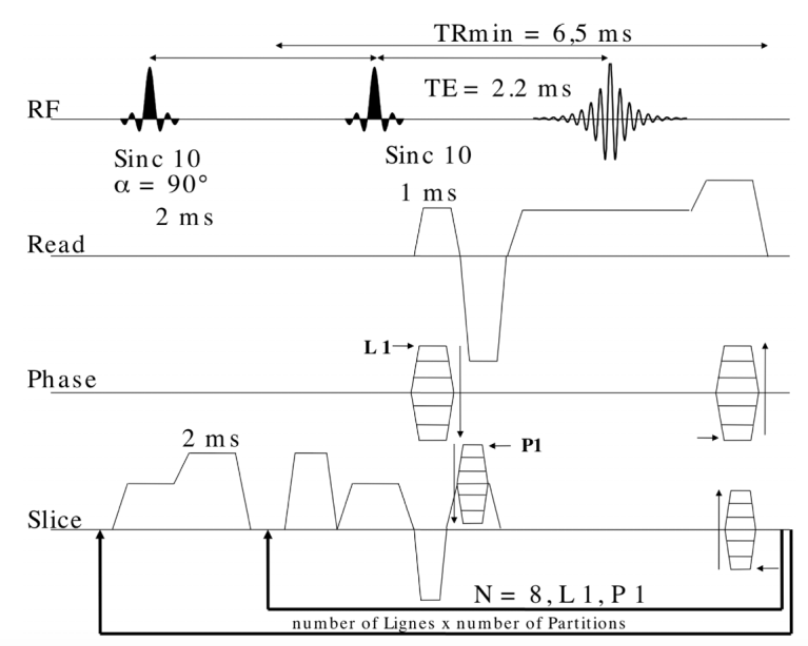 TRmin = 6,5 ms
TE = 2.2 ms
RF
Sinc 10
α = 90°
2 ms
Sinc 10
1 ms
Read
L 1
Phase
2 ms
P1
Slice
N = 8, L 1, P 1
number of Lignes x number of Partitions